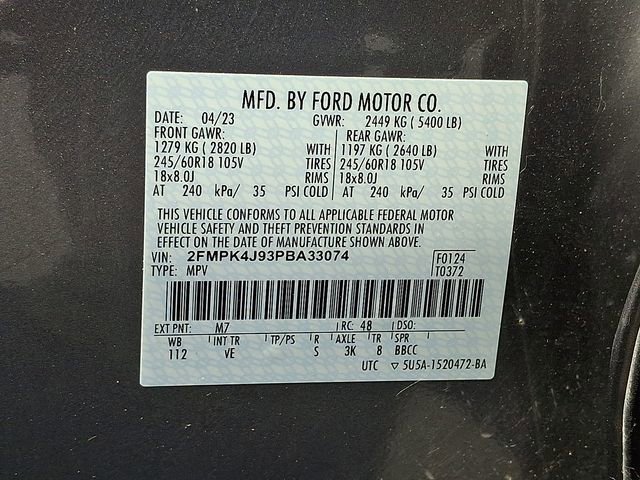 MFD. BY FORD MOTOR CO.
DATE: 04/23 GVWR: 2449 KG ( 5400 LB)
FRONT GAWR: REAR GAWR:
1279 KG ( 2820 LB) WITH 1197 KG ( 2640 LB) WITH
245/60R18 105V TIRES 245/60R18 105V TIRES
18x8.0J RIMS 18x8.0J RIMS
AT 240 kPa/ 35 PSI COLD AT 240 kPa/ 35 PSI COLD
THIS VEHICLE CONFORMS TO ALL APPLICABLE FEDERAL MOTOR
VEHICLE SAFETY AND THEFT PREVENTION STANDARDS IN
EFFECT ON THE DATE OF MANUFACTURE SHOWN ABOVE.
VIN: 2FMPK4J93PBA33074 F0124
TYPE: MPV T0372
EXT PNT: M7 RC: 48 DSO:
WB INT TR TP/PS R AXLE TR SPR
112 VE S 3K 8 BBCC
UTC ▽ 5U5A-1520472-BA